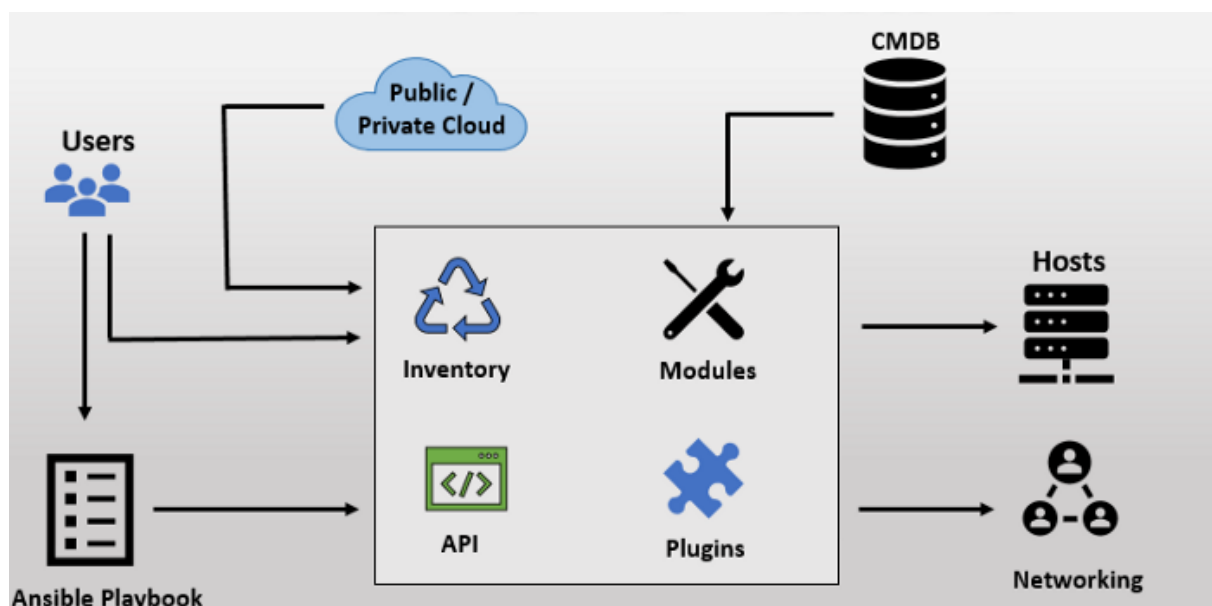 CMDB
Public /
Private Cloud
Users
Hosts
Inventory
Modules
API
Plugins
Networking
Ansible Playbook